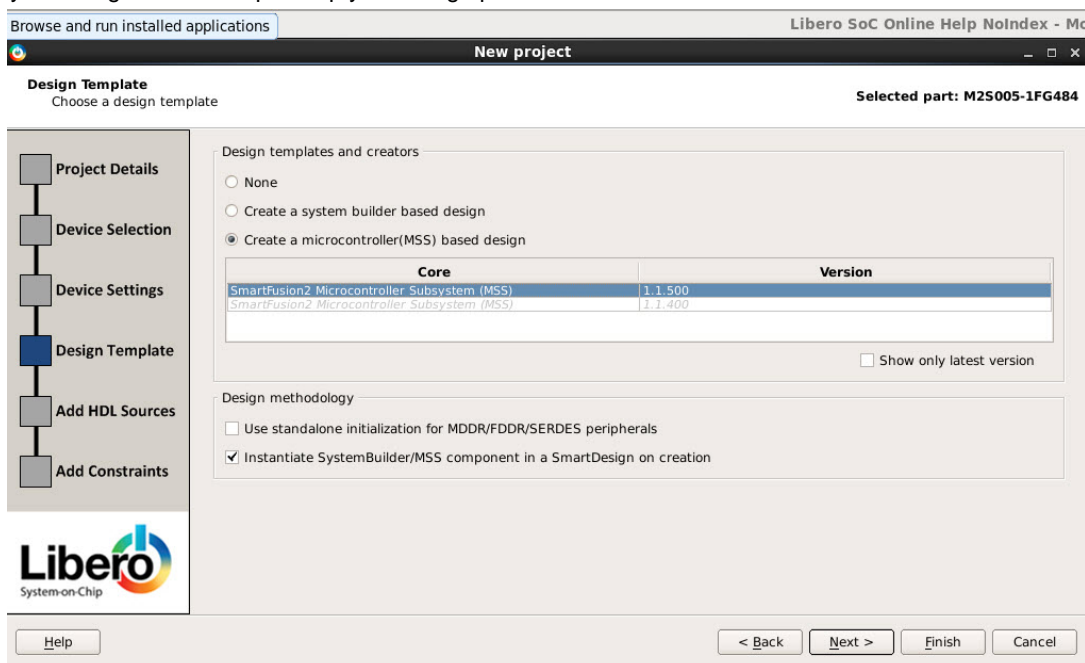 Browse and run installed applications
Libero SoC Online Help NoIndex - Mo
New project
Design Template
Choose a design template
Selected part: M2S005-1FG484
Project Details
Device Selection
Device Settings
Design Template
Add HDL Sources
Add Constraints
Design templates and creators
None
Create a system builder based design
Create a microcontroller(MSS) based design
Core Version
SmartFusion2 Microcontroller Subsystem (MSS) 1.1.500
SmartFusion2 Microcontroller Subsystem (MSS) 1.1.400
Show only latest version
Design methodology
Use standalone initialization for MDDR/FDDR/SERDES peripherals
Instantiate SystemBuilder/MSS component in a SmartDesign on creation
Libero
System-on-Chip
Help < Back Next > Finish Cancel